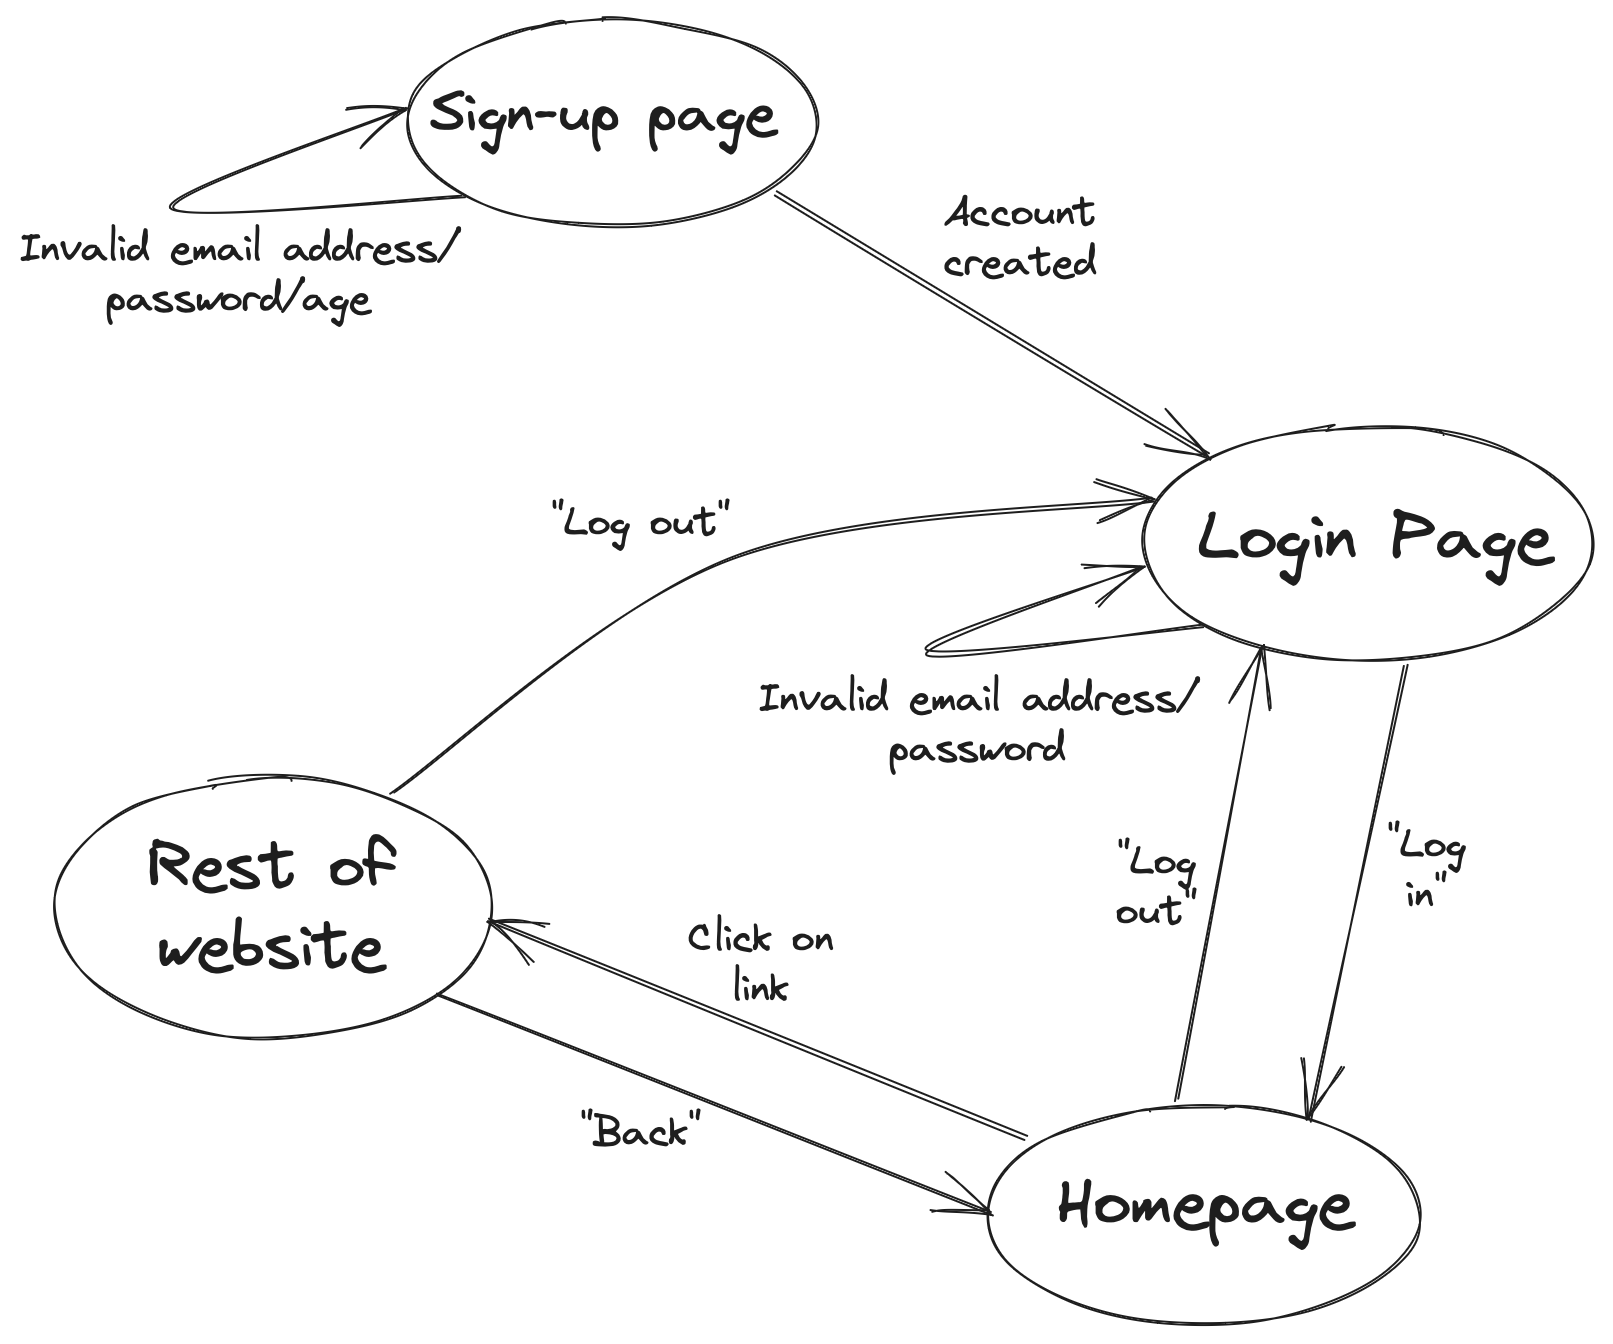 Sign-up page
Invalid email address/
password/age
Account
created
"Log out"
Login Page
Invalid email address/
password
"Log
out"
"Log
in"
Rest of
website
Click on
link
"Back"
Homepage